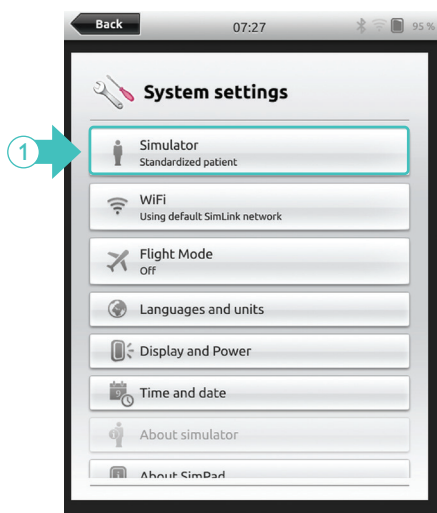 Back
07:27
95 %
System settings
1
Simulator
Standardized patient
WiFi
Using default SimLink network
Flight Mode
Off
Languages and units
Display and Power
Time and date
About simulator
About SimPad